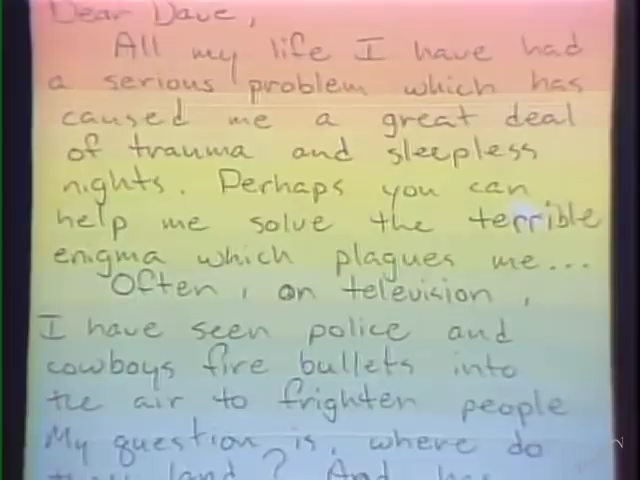 Dear Dave,
All my life I have had
a serious problem which has
caused me a great deal
of trauma and sleepless
nights. Perhaps you can
help me solve the terrible
enigma which plagues me...
Often, on television,
I have seen police and
cowboys fire bullets into
the air to frighten people
My question is, where do
they land? And has